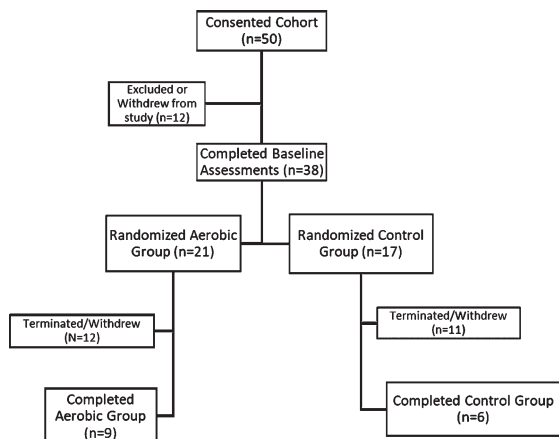 Consented Cohort
(n=50)
Excluded or
Withdrew from
study (n=12)
Completed Baseline
Assessments (n=38)
Randomized Aerobic
Group (n=21)
Randomized Control
Group (n=17)
Terminated/Withdrew
(N=12)
Terminated/Withdrew
(n=11)
Completed
Aerobic Group
(n=9)
Completed Control Group
(n=6)